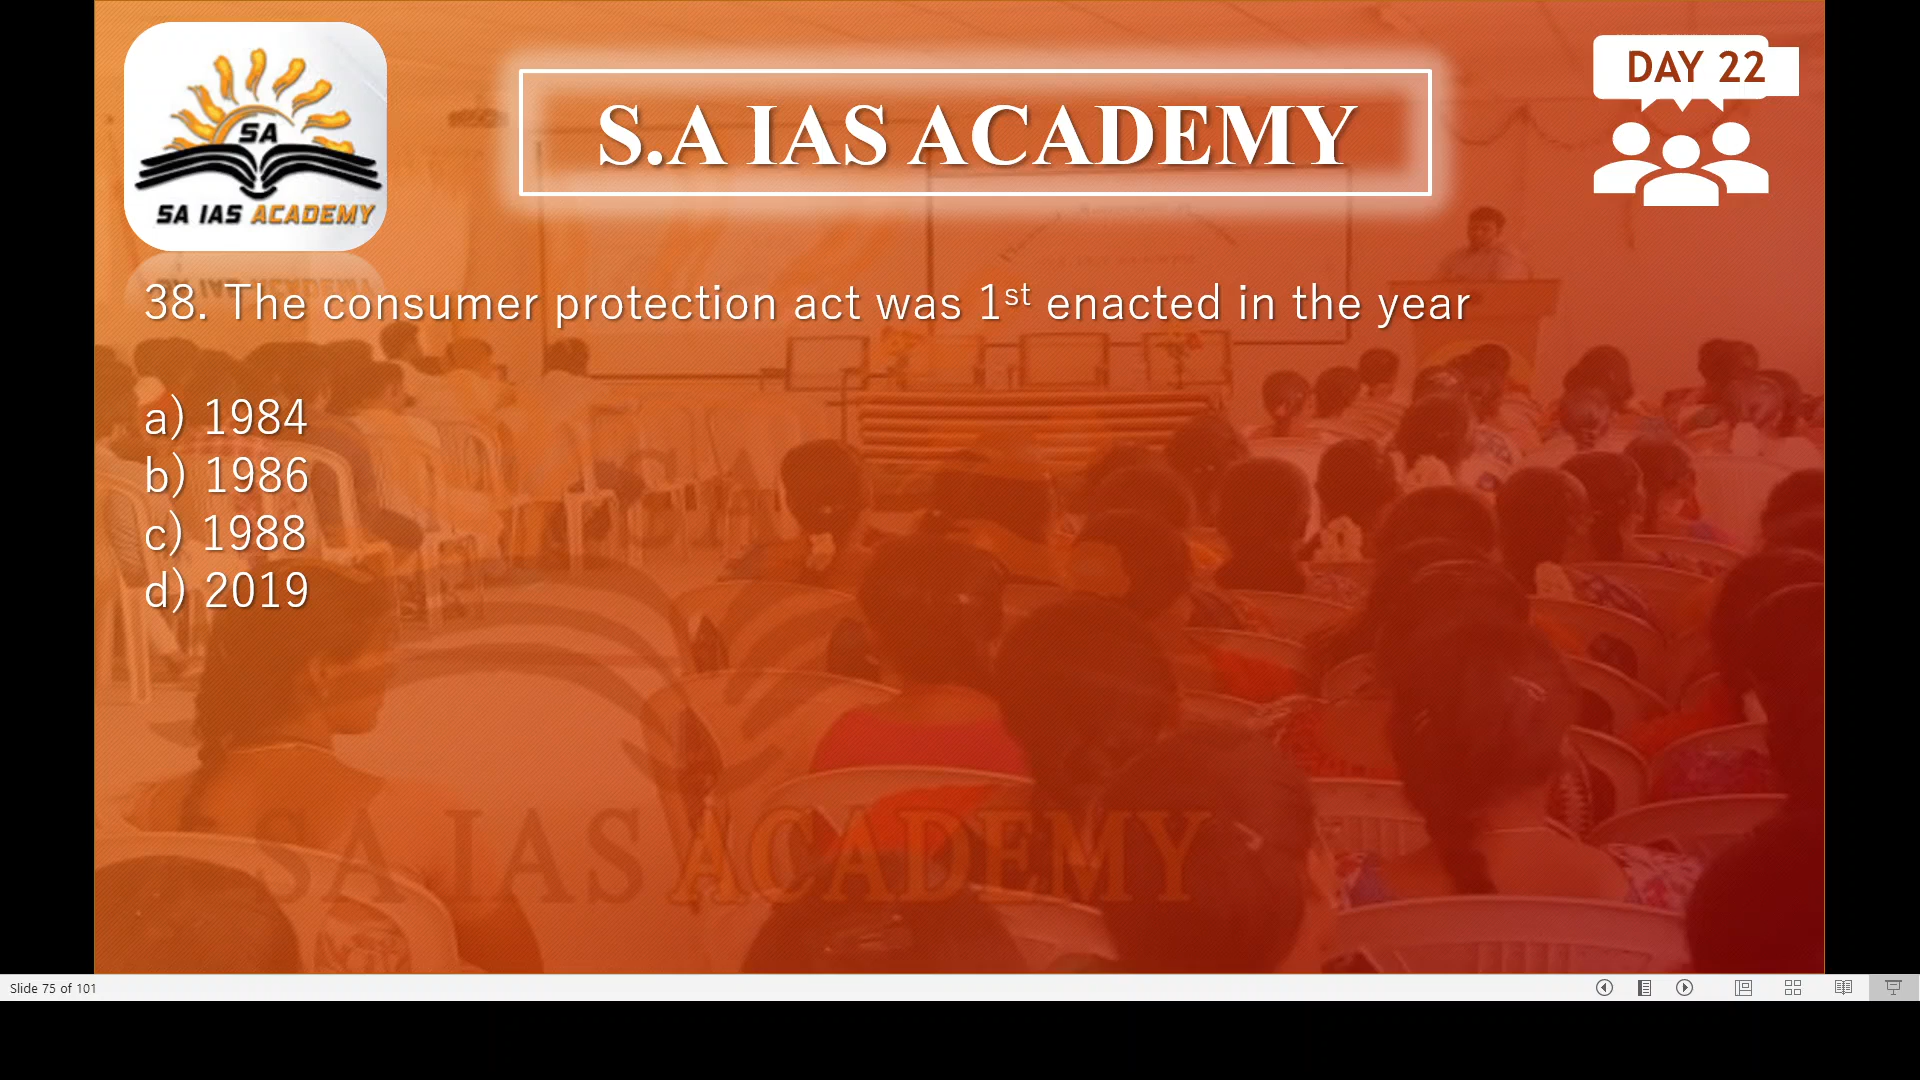 DAY 22
SA
SA IAS ACADEMY
S.A IAS ACADEMY
38. The consumer protection act was 1st enacted in the year
a) 1984
b) 1986
c) 1988
d) 2019
SA IAS ACADEMY
Slide 75 of 101